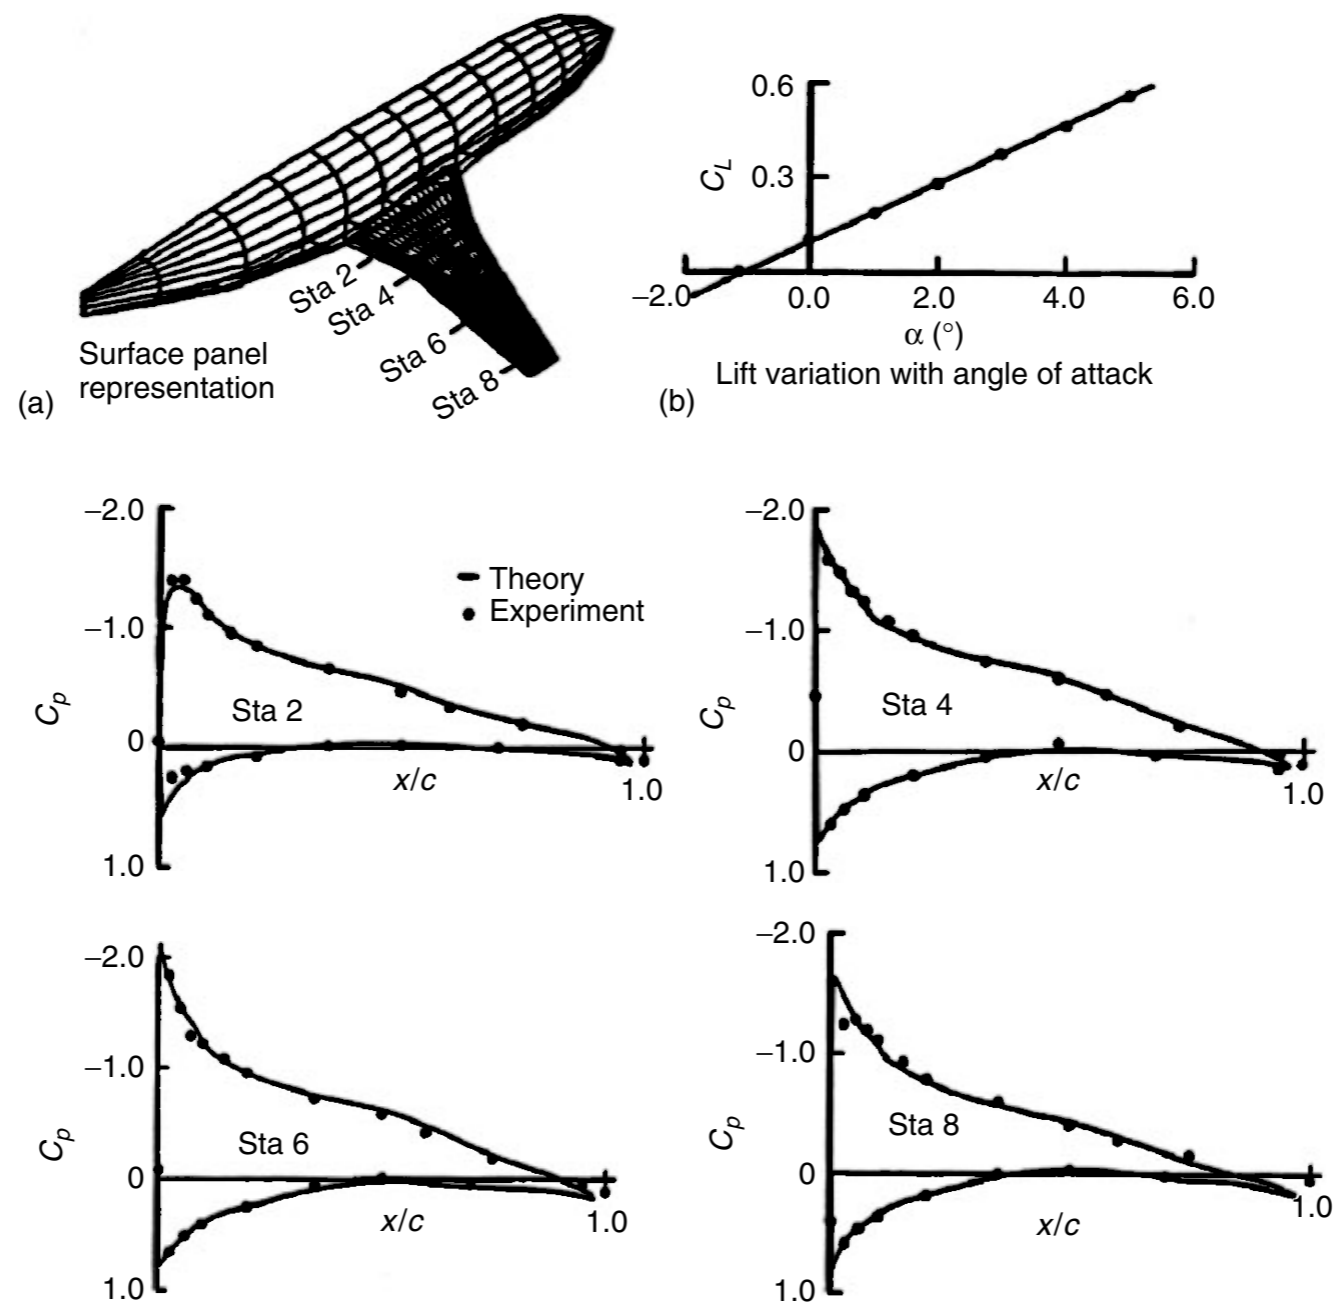 Sta 2
Sta 4
Sta 6
Sta 8
Surface panel
representation
(a)
0.6
0.3
C_L
–2.0
0.0
2.0
4.0
6.0
α (°)
Lift variation with angle of attack
(b)
–2.0
–1.0
0
1.0
C_p
Sta 2
x/c
1.0
Theory
Experiment
–2.0
–1.0
0
1.0
C_p
Sta 4
x/c
1.0
–2.0
–1.0
0
1.0
C_p
Sta 6
x/c
1.0
–2.0
–1.0
0
1.0
C_p
Sta 8
x/c
1.0